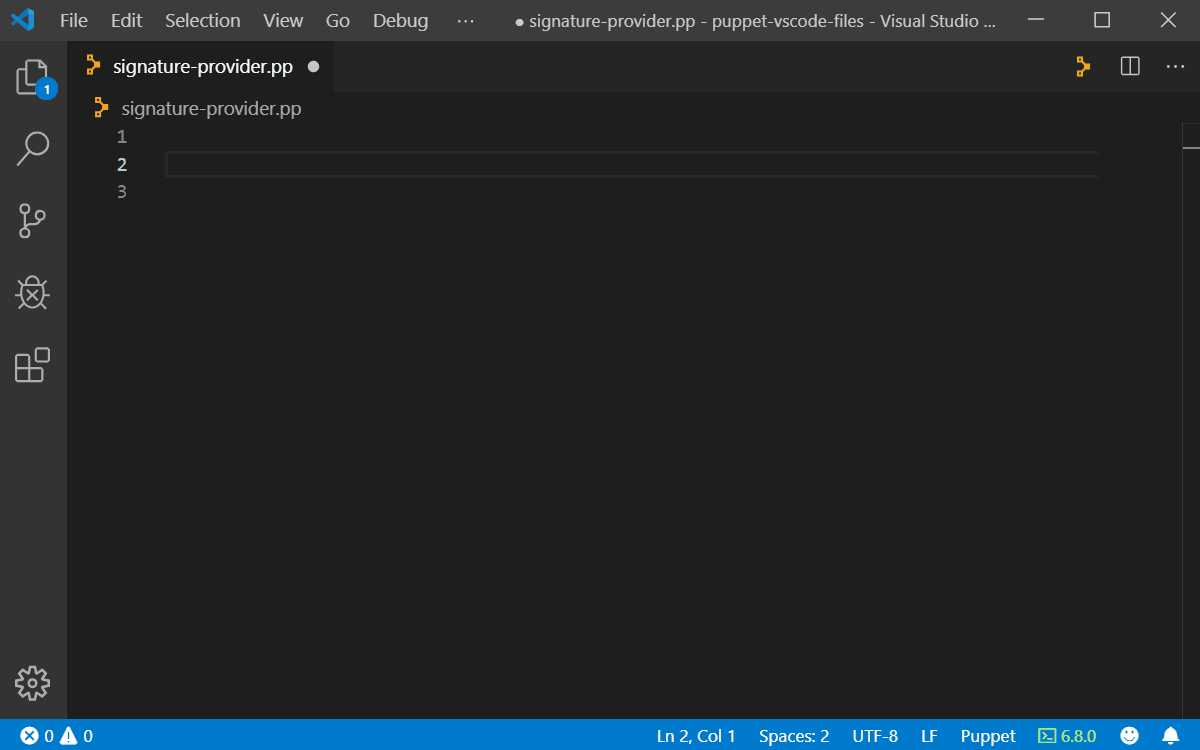 File Edit Selection View Go Debug ··· ● signature-provider.pp - puppet-vscode-files - Visual Studio ...
signature-provider.pp ●
signature-provider.pp
1
1
2
3
0 0 Ln 2, Col 1 Spaces: 2 UTF-8 LF Puppet 6.8.0